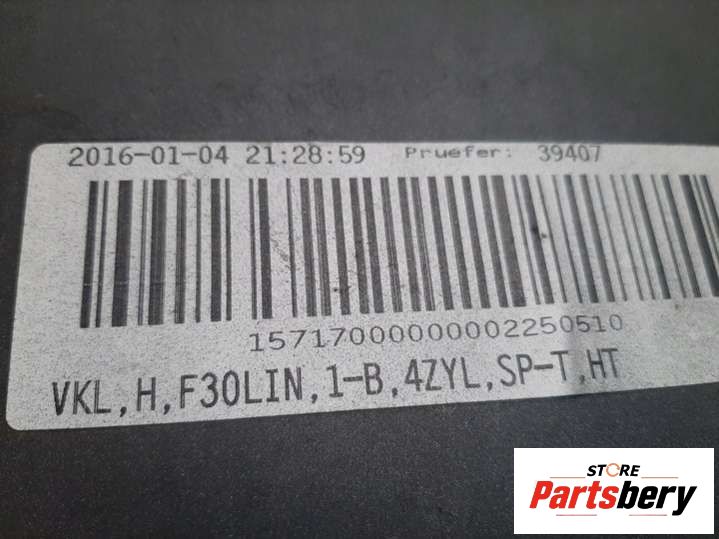 2016-01-04 21:28:59 Pruefer: 39407
15717000000002250510
VKL,H,F30LIN,1-B,4ZYL,SP-T,HT
STORE
Partsbery